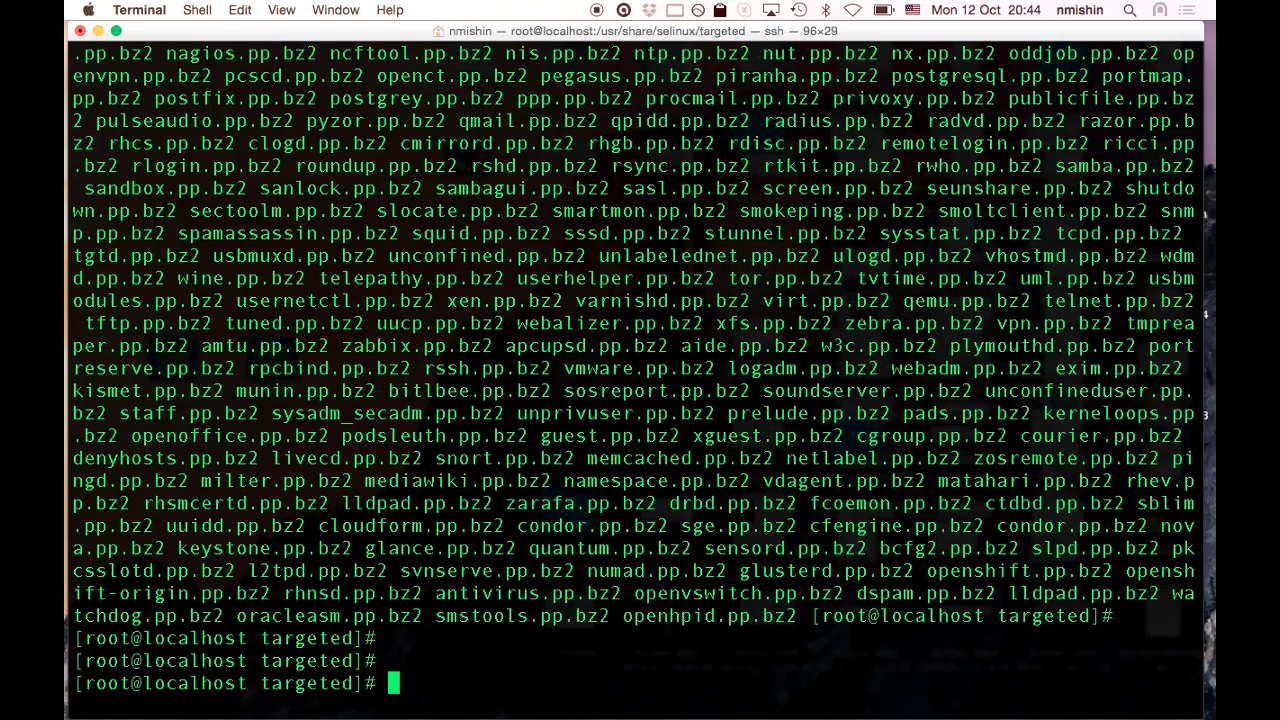 Terminal Shell Edit View Window Help Mon 12 Oct 20:44 nmishin
nmishin — root@localhost:/usr/share/selinux/targeted — ssh — 96×29
.pp.bz2 nagios.pp.bz2 ncftool.pp.bz2 nis.pp.bz2 ntp.pp.bz2 nut.pp.bz2 nx.pp.bz2 oddjob.pp.bz2 op
envpn.pp.bz2 pcscd.pp.bz2 openct.pp.bz2 pegasus.pp.bz2 piranha.pp.bz2 postgresql.pp.bz2 portmap.
pp.bz2 postfix.pp.bz2 postgrey.pp.bz2 ppp.pp.bz2 procmail.pp.bz2 privoxy.pp.bz2 publicfile.pp.bz
2 pulseaudio.pp.bz2 pyzor.pp.bz2 qmail.pp.bz2 qpidd.pp.bz2 radius.pp.bz2 radvd.pp.bz2 razor.pp.b
z2 rhcs.pp.bz2 clogd.pp.bz2 cmirrord.pp.bz2 rhgb.pp.bz2 rdisc.pp.bz2 remotelogin.pp.bz2 ricci.pp
.bz2 rlogin.pp.bz2 roundup.pp.bz2 rshd.pp.bz2 rsync.pp.bz2 rtkit.pp.bz2 rwho.pp.bz2 samba.pp.bz2
sandbox.pp.bz2 sanlock.pp.bz2 sambagui.pp.bz2 sasl.pp.bz2 screen.pp.bz2 seunshare.pp.bz2 shutdo
wn.pp.bz2 sectoolm.pp.bz2 slocate.pp.bz2 smartmon.pp.bz2 smokeping.pp.bz2 smoltclient.pp.bz2 snm
p.pp.bz2 spamassassin.pp.bz2 squid.pp.bz2 sssd.pp.bz2 stunnel.pp.bz2 sysstat.pp.bz2 tcpd.pp.bz2
tgtd.pp.bz2 usbmuxd.pp.bz2 unconfined.pp.bz2 unlabelednet.pp.bz2 ulogd.pp.bz2 vhostmd.pp.bz2 wdm
d.pp.bz2 wine.pp.bz2 telepathy.pp.bz2 userhelper.pp.bz2 tor.pp.bz2 tvtime.pp.bz2 uml.pp.bz2 usbm
odules.pp.bz2 usernetctl.pp.bz2 xen.pp.bz2 varnishd.pp.bz2 virt.pp.bz2 qemu.pp.bz2 telnet.pp.bz2
tftp.pp.bz2 tuned.pp.bz2 uucp.pp.bz2 webalizer.pp.bz2 xfs.pp.bz2 zebra.pp.bz2 vpn.pp.bz2 tmprea
per.pp.bz2 amtu.pp.bz2 zabbix.pp.bz2 apcupsd.pp.bz2 aide.pp.bz2 w3c.pp.bz2 plymouthd.pp.bz2 port
reserve.pp.bz2 rpcbind.pp.bz2 rssh.pp.bz2 vmware.pp.bz2 logadm.pp.bz2 webadm.pp.bz2 exim.pp.bz2
kismet.pp.bz2 munin.pp.bz2 bitlbee.pp.bz2 sosreport.pp.bz2 soundserver.pp.bz2 unconfineduser.pp.
bz2 staff.pp.bz2 sysadm_secadm.pp.bz2 unprivuser.pp.bz2 prelude.pp.bz2 pads.pp.bz2 kerneloops.pp
.bz2 openoffice.pp.bz2 podsleuth.pp.bz2 guest.pp.bz2 xguest.pp.bz2 cgroup.pp.bz2 courier.pp.bz2
denyhosts.pp.bz2 livecd.pp.bz2 snort.pp.bz2 memcached.pp.bz2 netlabel.pp.bz2 zosremote.pp.bz2 pi
ngd.pp.bz2 milter.pp.bz2 mediawiki.pp.bz2 namespace.pp.bz2 vdagent.pp.bz2 matahari.pp.bz2 rhev.p
p.bz2 rhsmcertd.pp.bz2 lldpad.pp.bz2 zarafa.pp.bz2 drbd.pp.bz2 fcoemon.pp.bz2 ctdbd.pp.bz2 sblim
.pp.bz2 uuidd.pp.bz2 cloudform.pp.bz2 condor.pp.bz2 sge.pp.bz2 cfengine.pp.bz2 condor.pp.bz2 nov
a.pp.bz2 keystone.pp.bz2 glance.pp.bz2 quantum.pp.bz2 sensord.pp.bz2 bcfg2.pp.bz2 slpd.pp.bz2 pk
csslotd.pp.bz2 l2tpd.pp.bz2 svnserve.pp.bz2 numad.pp.bz2 glusterd.pp.bz2 openshift.pp.bz2 opensh
ift-origin.pp.bz2 rhnsd.pp.bz2 antivirus.pp.bz2 openvswitch.pp.bz2 dspam.pp.bz2 lldpad.pp.bz2 wa
tchdog.pp.bz2 oracleasm.pp.bz2 smstools.pp.bz2 openhpid.pp.bz2 [root@localhost targeted]#
[root@localhost targeted]#
[root@localhost targeted]#
[root@localhost targeted]#